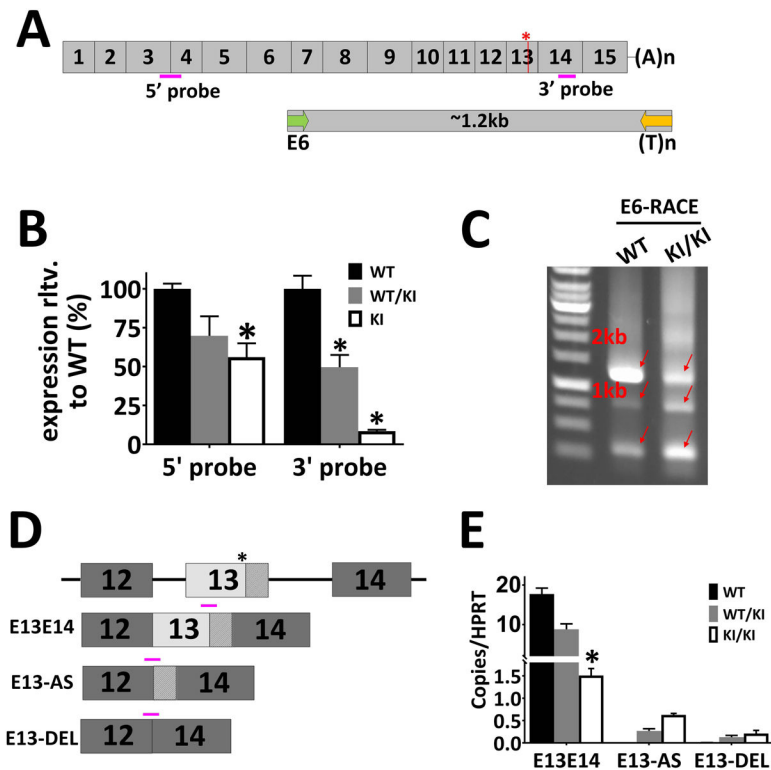 A
*
1 2 3 4 5 6 7 8 9 10 11 12 13 14 15 (A)n
5' probe 3' probe
~1.2kb
E6 (T)n
B
expression rltv.
to WT (%)
100
75
50
25
0
WT
WT/KI
KI
* * *
5' probe 3' probe
C
E6-RACE
WT KI/KI
2kb
1kb
D
*
12 13 14
E13E14 12 13 14
E13-AS 12 14
E13-DEL 12 14
E
Copies/HPRT
20
10
1.5
1.0
0.5
0.0
WT
WT/KI
KI/KI
*
E13E14 E13-AS E13-DEL